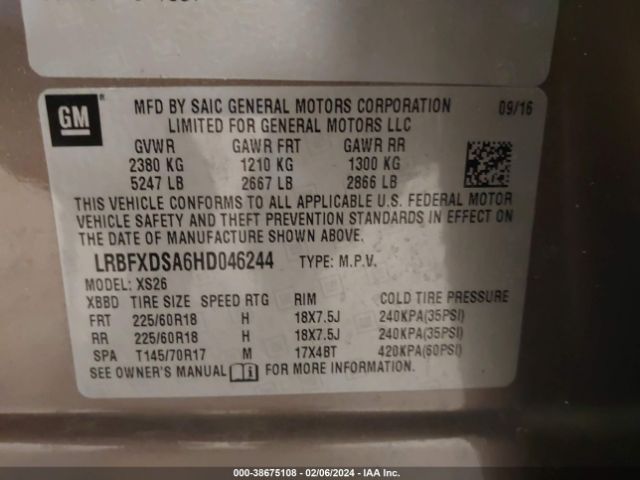 GM
MFD BY SAIC GENERAL MOTORS CORPORATION 09/16
LIMITED FOR GENERAL MOTORS LLC
GVWR GAWR FRT GAWR RR
2380 KG 1210 KG 1300 KG
5247 LB 2667 LB 2866 LB
THIS VEHICLE CONFORMS TO ALL APPLICABLE U.S. FEDERAL MOTOR
VEHICLE SAFETY AND THEFT PREVENTION STANDARDS IN EFFECT ON
THE DATE OF MANUFACTURE SHOWN ABOVE.
LRBFXDSA6HD046244 TYPE: M.P.V.
MODEL: XS26
XBBD TIRE SIZE SPEED RTG RIM COLD TIRE PRESSURE
FRT 225/60R18 H 18X7.5J 240KPA(35PSI)
RR 225/60R18 H 18X7.5J 240KPA(35PSI)
SPA T145/70R17 M 17X4BT 420KPA(60PSI)
SEE OWNER'S MANUAL FOR MORE INFORMATION.
000-38675108 - 02/06/2024 - IAA Inc.